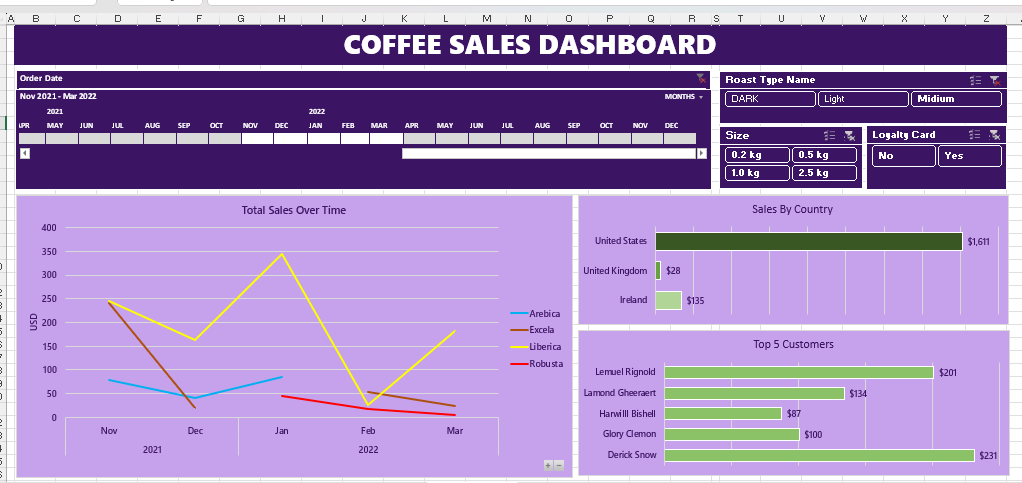 A B C D E F G H I J K L M N O P Q R S T U V W X Y Z
COFFEE SALES DASHBOARD
Order Date
Nov 2021 - Mar 2022
MONTHS
2021 2022
APR MAY JUN JUL AUG SEP OCT NOV DEC JAN FEB MAR APR MAY JUN JUL AUG SEP OCT NOV DEC
Roast Type Name
DARK Light Midium
Size
0.2 kg 0.5 kg
1.0 kg 2.5 kg
Loyalty Card
No Yes
Total Sales Over Time
400
350
300
250
200
150
100
50
0
USD
Nov Dec Jan Feb Mar
2021 2022
Arebica
Excela
Liberica
Robusta
Sales By Country
United States $1,611
United Kingdom $28
Ireland $135
Top 5 Customers
Lemuel Rignold $201
Lamond Gheeraert $134
Harwilll Bishell $87
Glory Clemon $100
Derick Snow $231